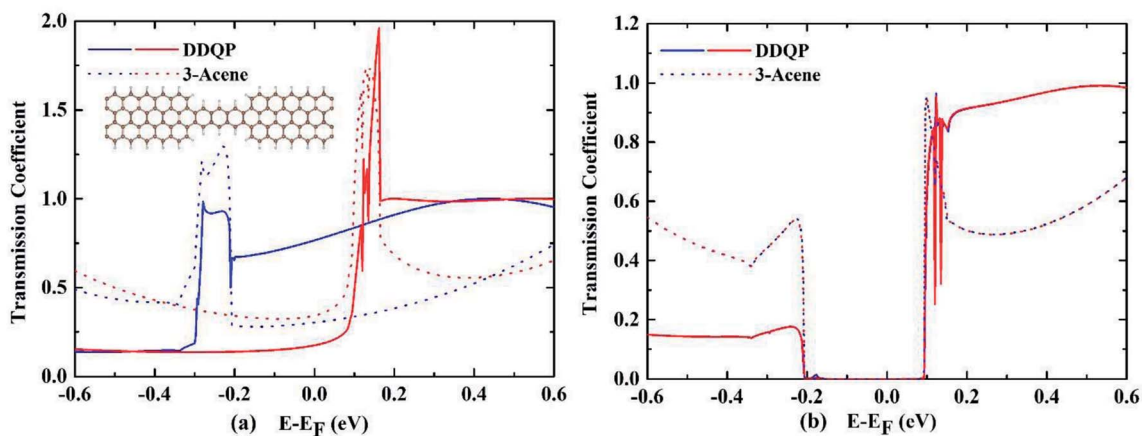 Transmission Coefficient
2.0
1.5
1.0
0.5
0.0
DDQP
3-Acene
-0.6 -0.4 -0.2 0.0 0.2 0.4 0.6
(a) E-EF (eV)
Transmission Coefficient
1.2
1.0
0.8
0.6
0.4
0.2
0.0
DDQP
3-Acene
-0.6 -0.4 -0.2 0.0 0.2 0.4 0.6
(b) E-EF (eV)